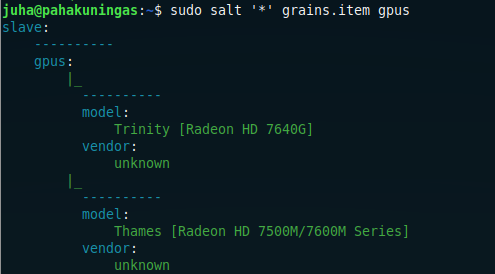 juha@pahakuningas:~$ sudo salt '*' grains.item gpus
slave:
    ----------
    gpus:
        |_
          ----------
          model:
              Trinity [Radeon HD 7640G]
          vendor:
              unknown
        |_
          ----------
          model:
              Thames [Radeon HD 7500M/7600M Series]
          vendor:
              unknown